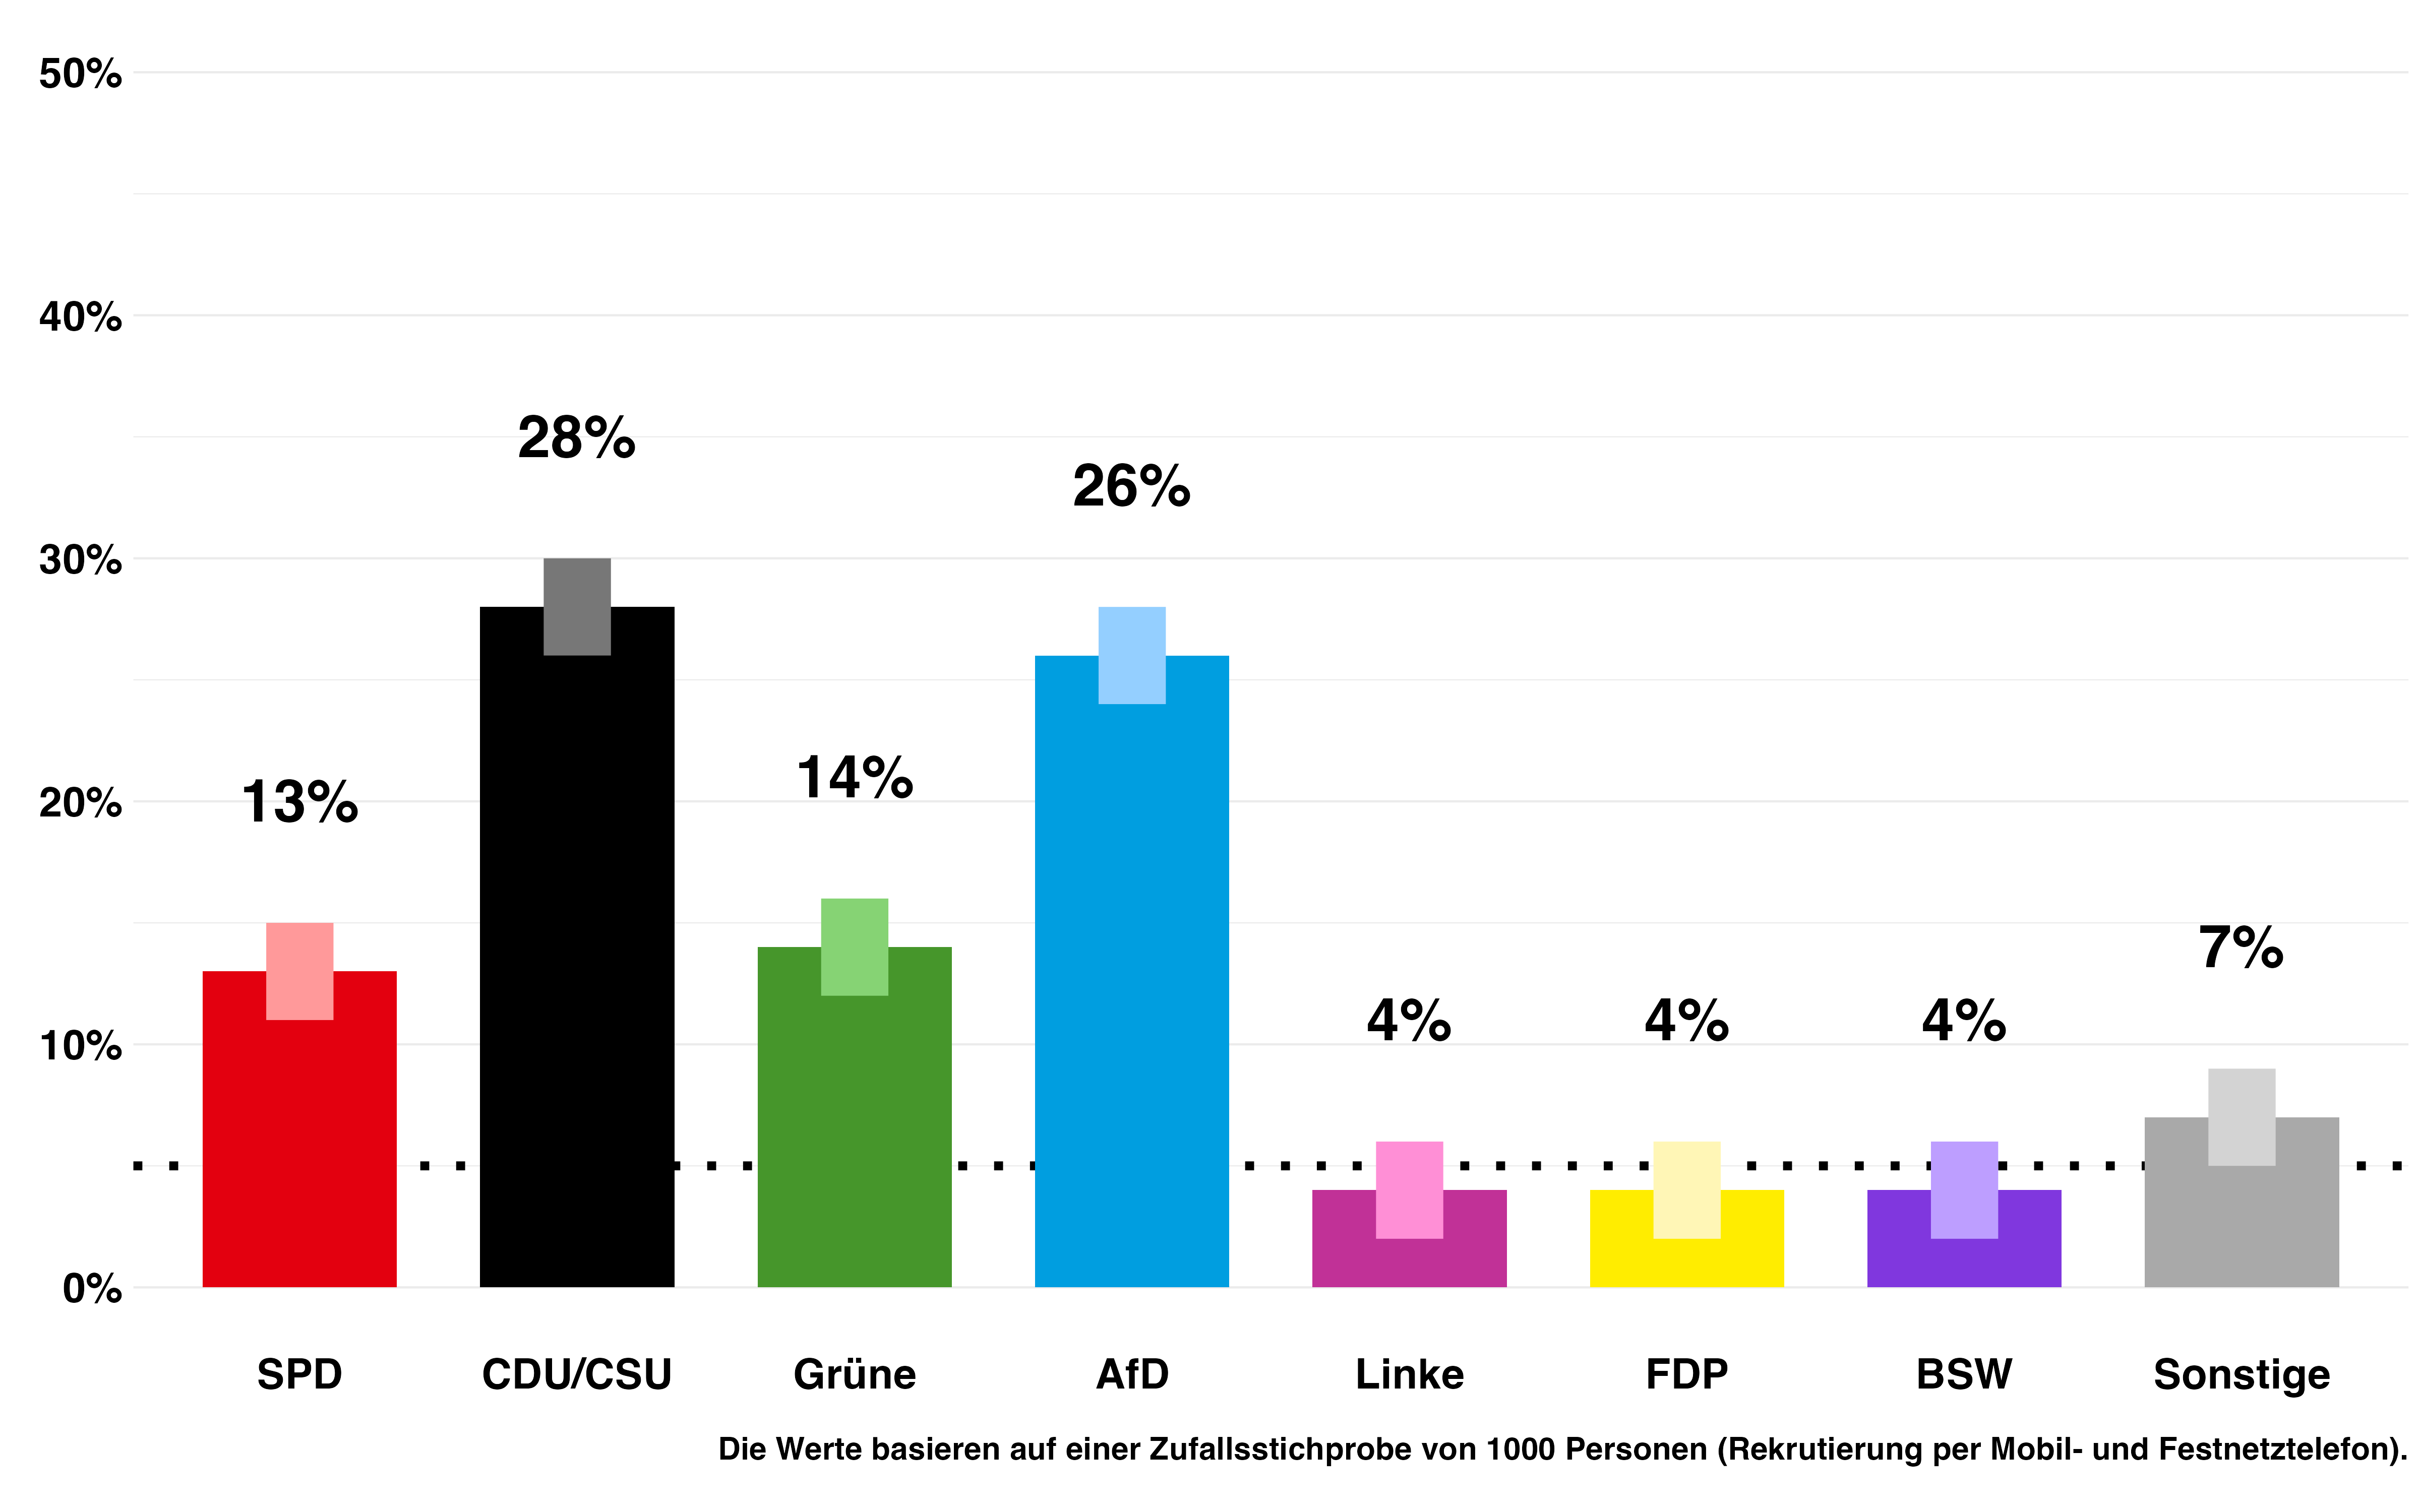 50%
40%
30%
20%
10%
0%
13%
28%
14%
26%
4%
4%
4%
7%
SPD
CDU/CSU
Grüne
AfD
Linke
FDP
BSW
Sonstige
Die Werte basieren auf einer Zufallsstichprobe von 1000 Personen (Rekrutierung per Mobil- und Festnetztelefon).